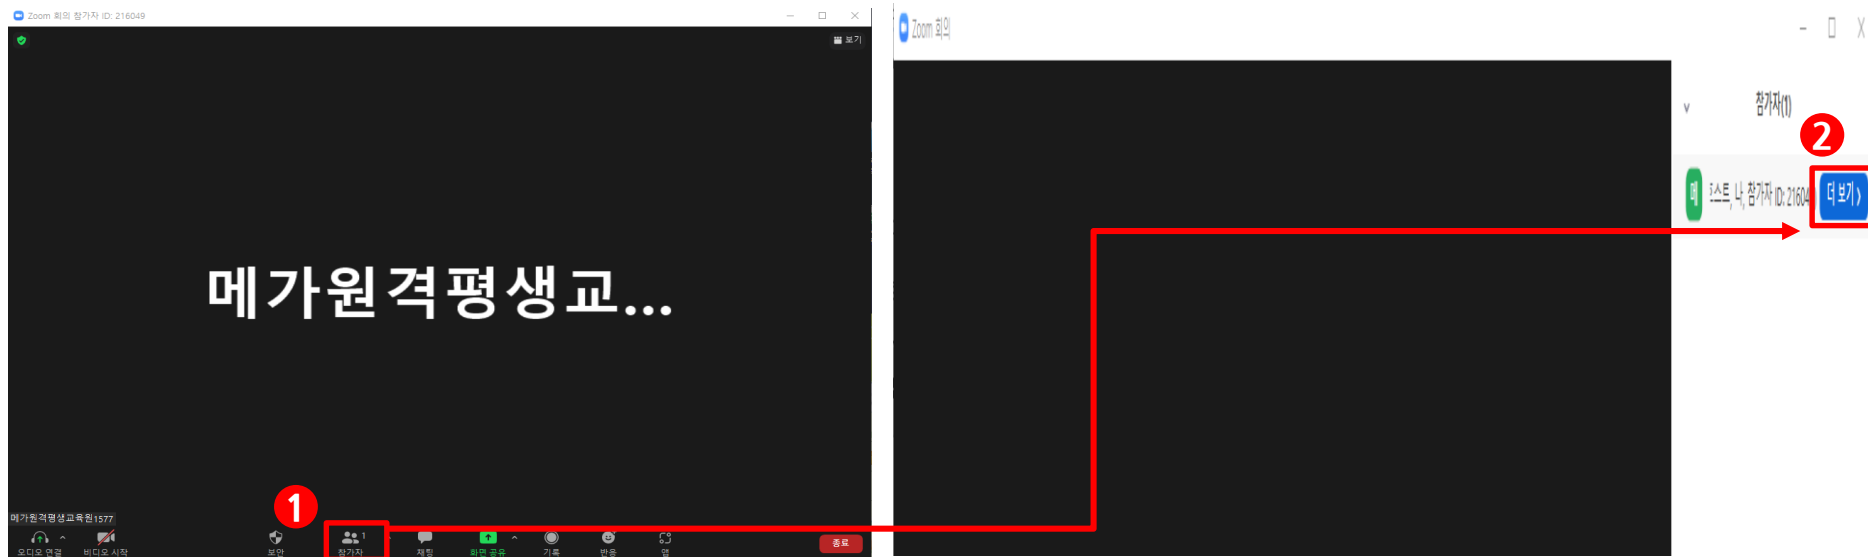 Zoom 회의 참가자 ID: 216049
보기
메가원격평생교...
메가원격평생교육원1577
오디오 연결
비디오 시작
보안
1
참가자
채팅
화면 공유
기록
반응
앱
종료
1
Zoom 회의
참가자(1)
2
메
호스트, 나, 참가자 ID: 21604
더 보기 >